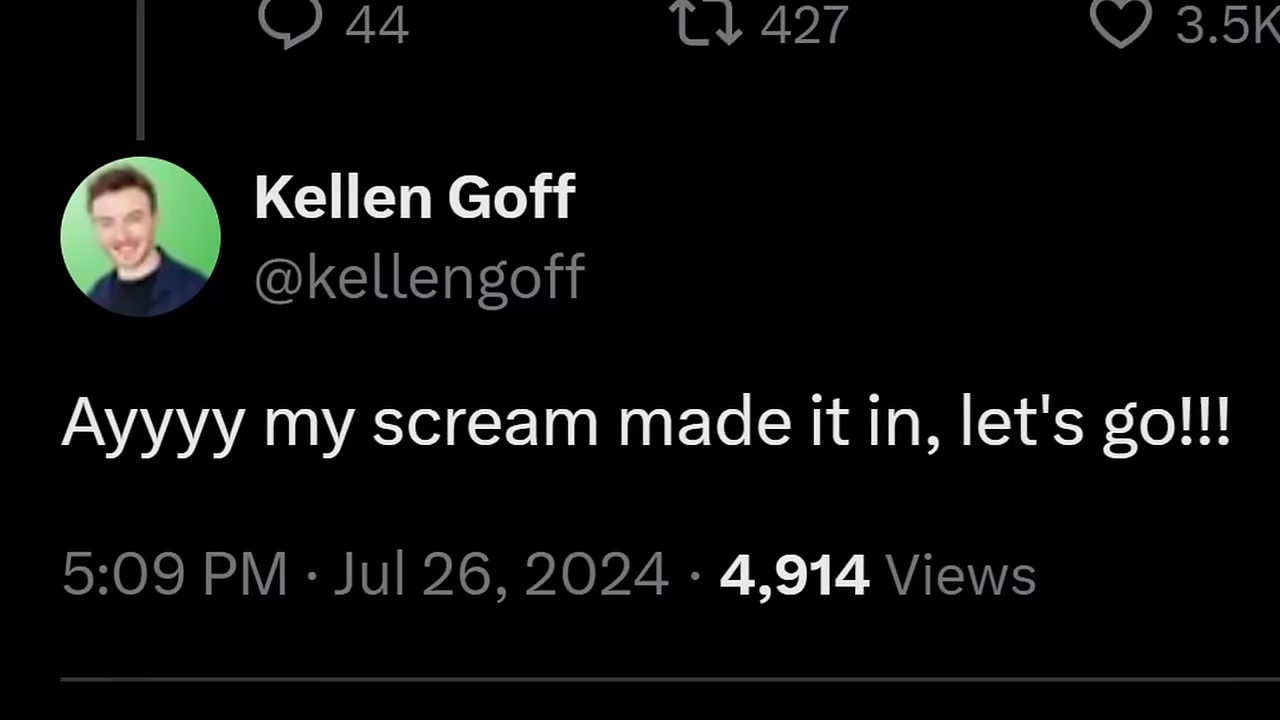 44 427 3.5K
Kellen Goff
@kellengoff
Ayyyy my scream made it in, let's go!!!
5:09 PM · Jul 26, 2024 · 4,914 Views